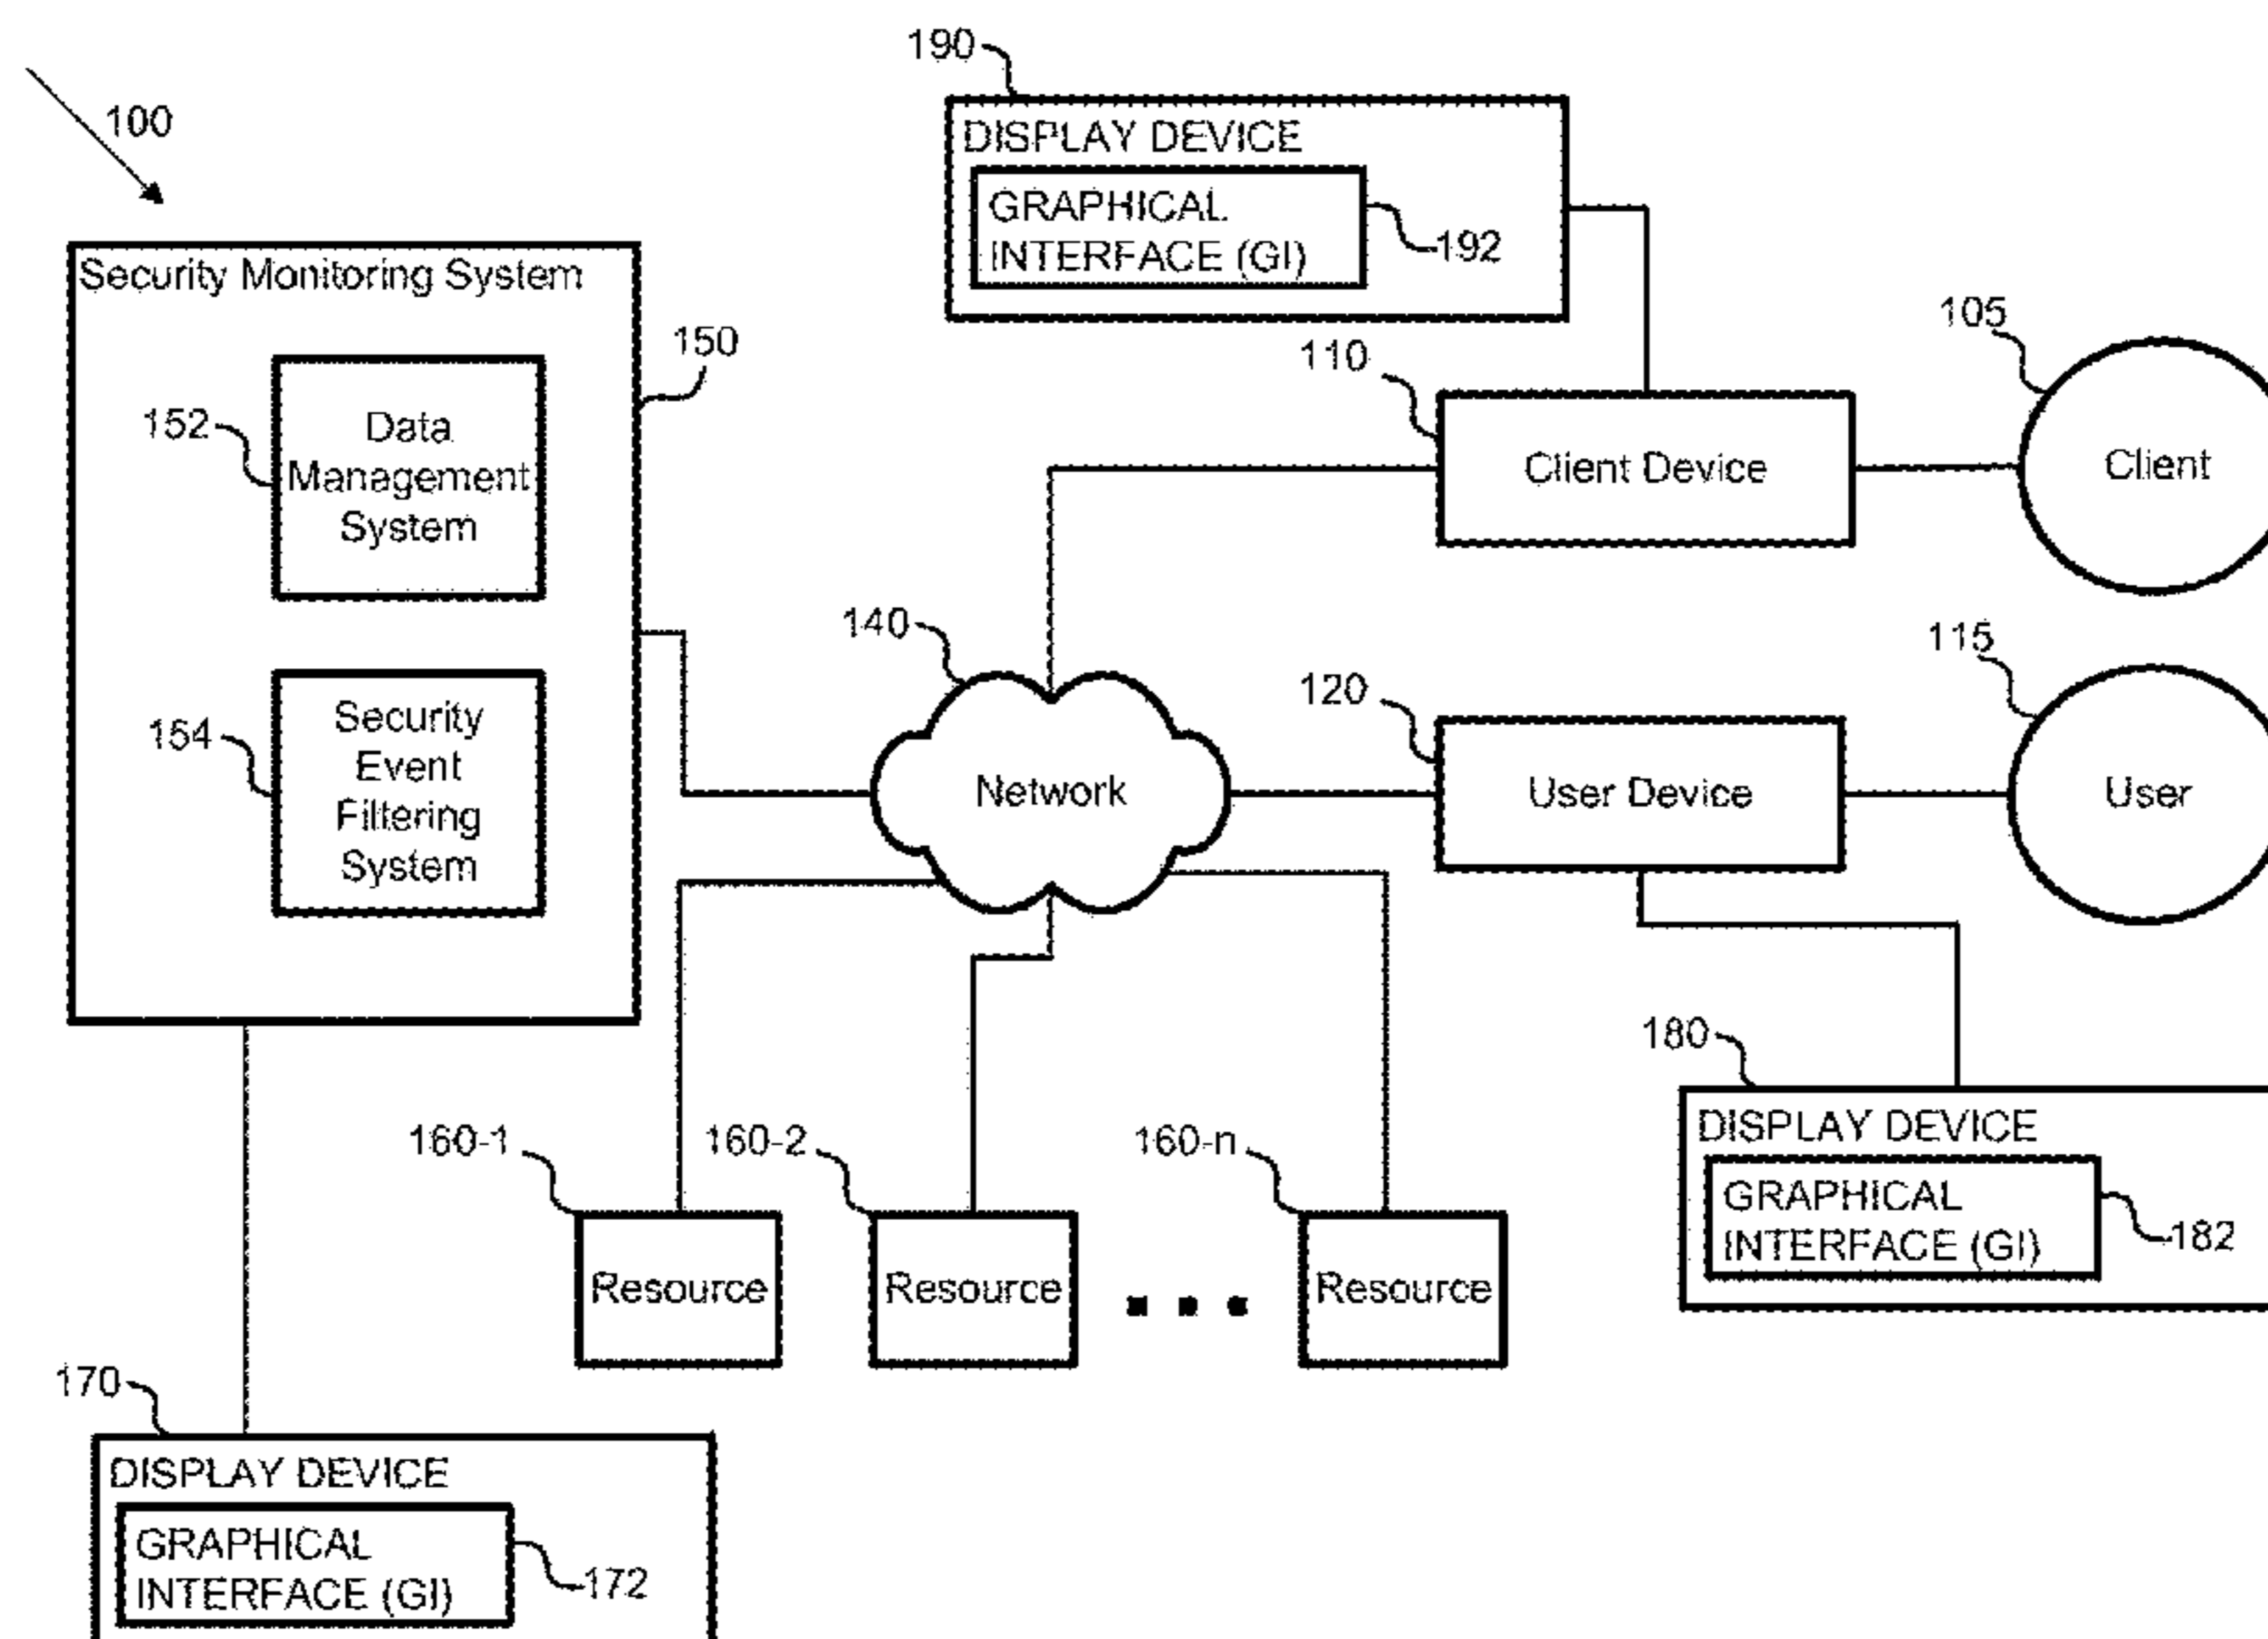 190
100
DISPLAY DEVICE
GRAPHICAL
INTERFACE (GI)
192
Security Monitoring System
150
105
110
152
Data
Management
System
Client Device
Client
140
115
120
154
Security
Event
Filtering
System
Network
User Device
User
180
160-1
160-2
160-n
DISPLAY DEVICE
GRAPHICAL
INTERFACE (GI)
182
Resource
Resource
Resource
170
DISPLAY DEVICE
GRAPHICAL
INTERFACE (GI)
172